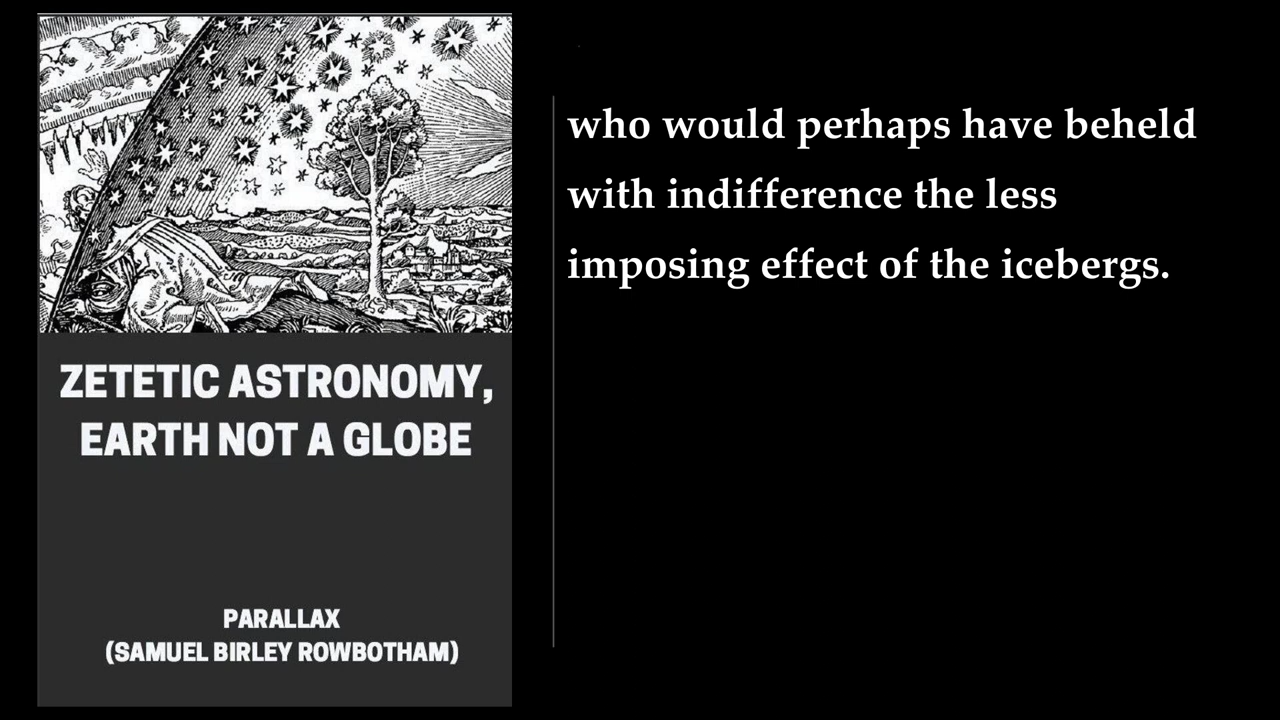 ZETETIC ASTRONOMY,
EARTH NOT A GLOBE
PARALLAX
(SAMUEL BIRLEY ROWBOTHAM)
who would perhaps have beheld
with indifference the less
imposing effect of the icebergs.